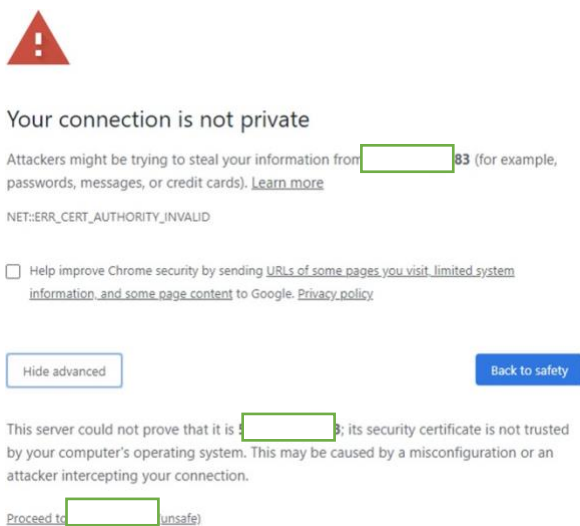 Your connection is not private
Attackers might be trying to steal your information from 83 (for example,
passwords, messages, or credit cards). Learn more
NET::ERR_CERT_AUTHORITY_INVALID
Help improve Chrome security by sending URLs of some pages you visit, limited system
information, and some page content to Google. Privacy policy
Hide advanced
Back to safety
This server could not prove that it is ; its security certificate is not trusted
by your computer's operating system. This may be caused by a misconfiguration or an
attacker intercepting your connection.
Proceed to unsafe)